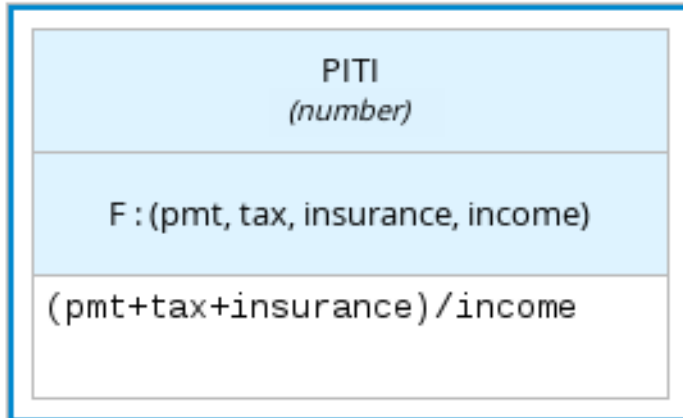 PITI
(number)
F : (pmt, tax, insurance, income)
(pmt+tax+insurance)/income